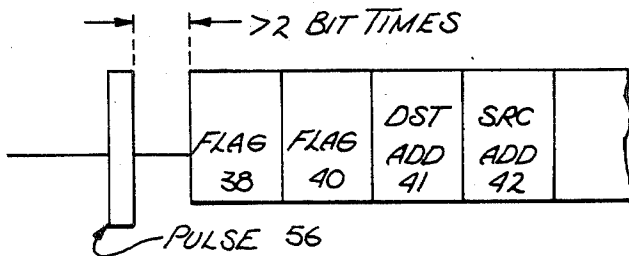 >2 BIT TIMES
FLAG 38
FLAG 40
DST ADD 41
SRC ADD 42
PULSE 56